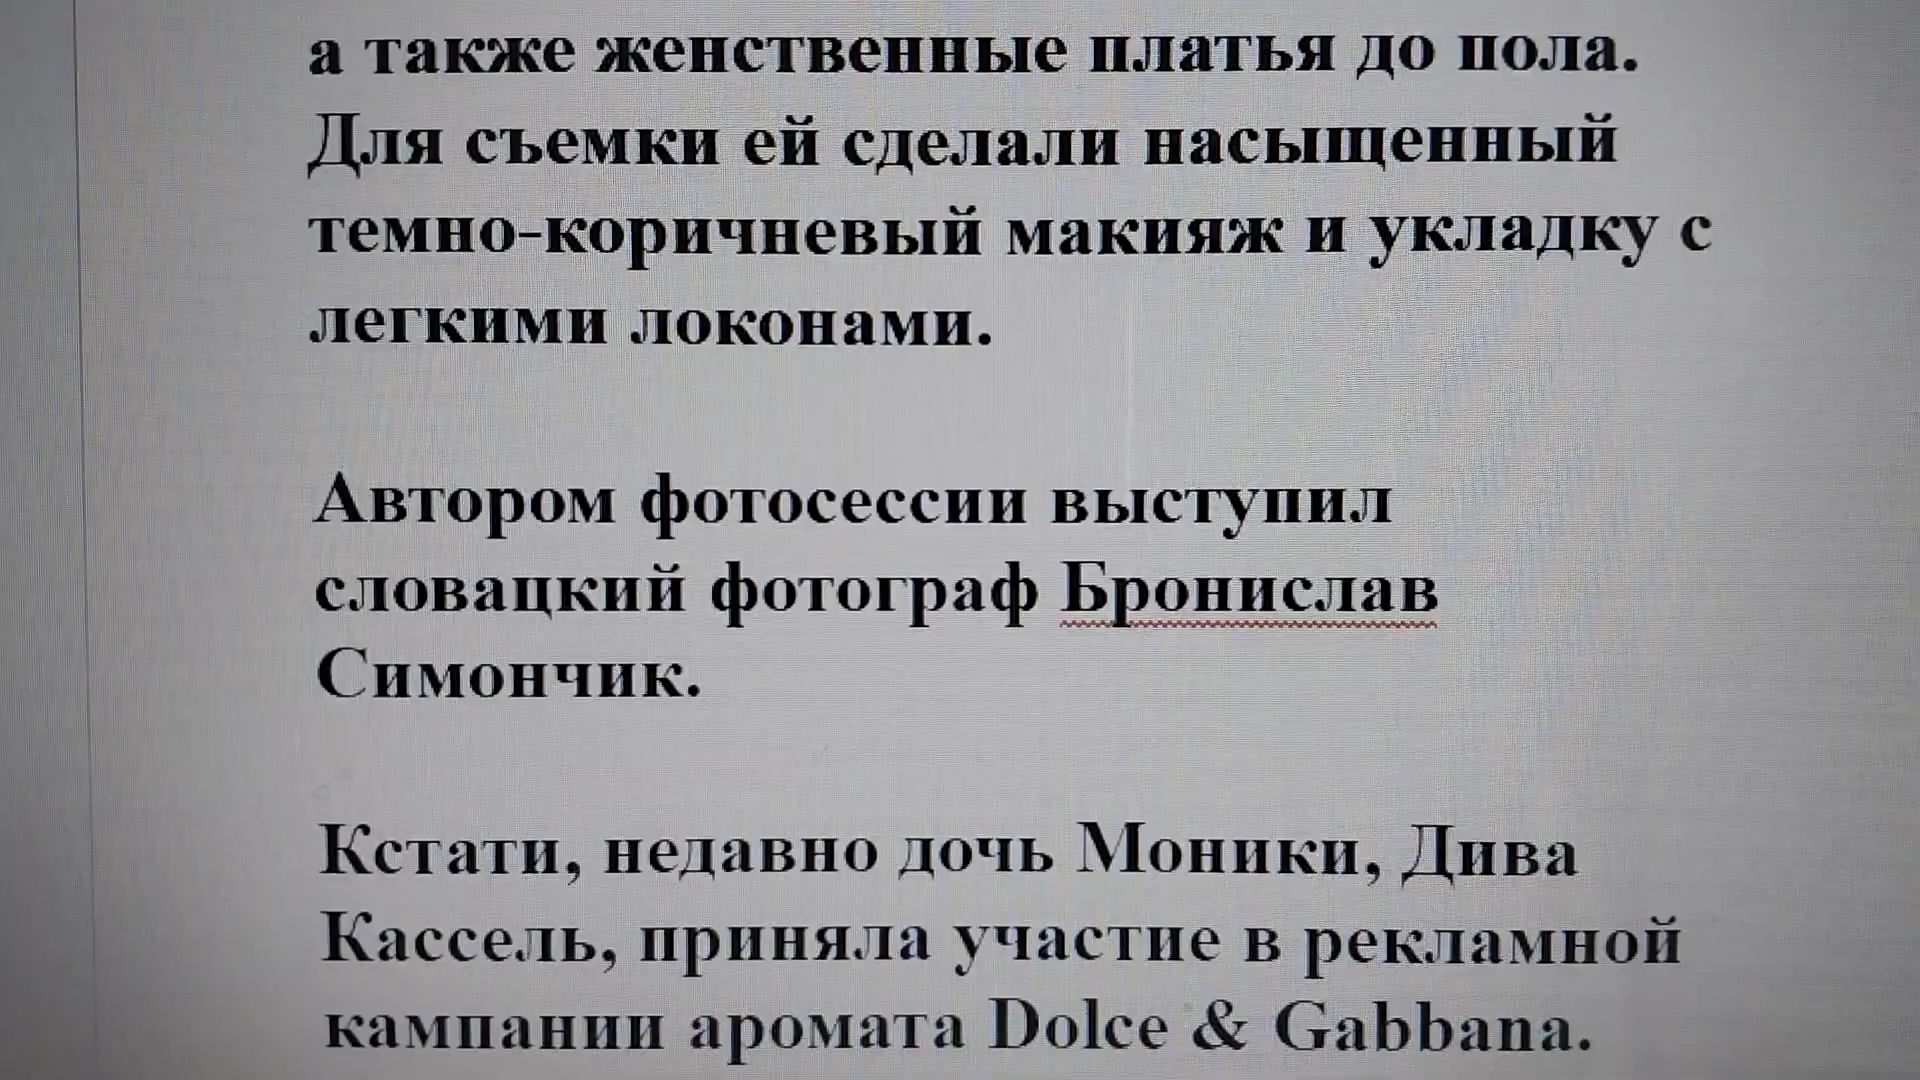 а также женственные платья до пола.
Для съемки ей сделали насыщенный
темно-коричневый макияж и укладку с
легкими локонами.
Автором фотосессии выступил
словацкий фотограф Бронислав
Симончик.
Кстати, недавно дочь Моники, Дива
Кассель, приняла участие в рекламной
кампании аромата Dolce & Gabbana.